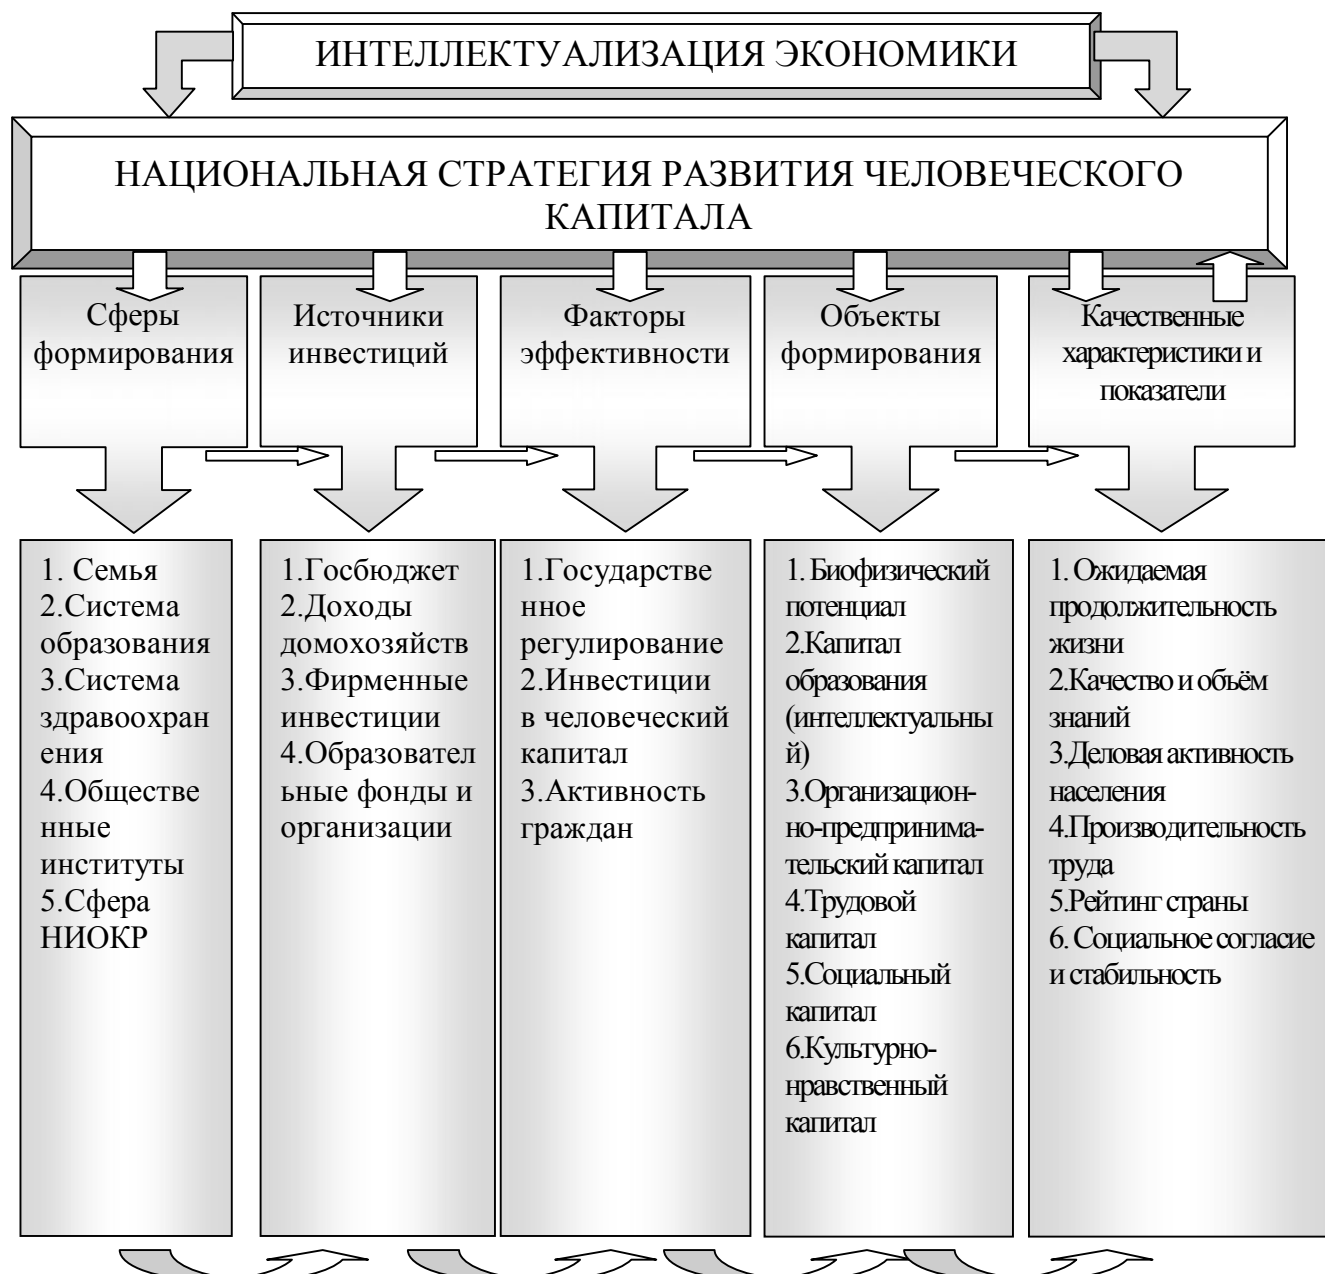 ИНТЕЛЛЕКТУАЛИЗАЦИЯ ЭКОНОМИКИ
НАЦИОНАЛЬНАЯ СТРАТЕГИЯ РАЗВИТИЯ ЧЕЛОВЕЧЕСКОГО
КАПИТАЛА
Сферы
формирования
Источники
инвестиций
Факторы
эффективности
Объекты
формирования
Качественные
характеристики и
показатели
1. Семья
2.Система
образования
3.Система
здравоохран
ения
4.Обществе
нные
институты
5.Сфера
НИОКР
1.Госбюджет
2.Доходы
домохозяйств
3.Фирменные
инвестиции
4.Образовател
ьные фонды и
организации
1.Государстве
нное
регулирование
2.Инвестиции
в человеческий
капитал
3.Активность
граждан
1. Биофизический
потенциал
2.Капитал
образования
(интеллектуальны
й)
3.Организацион-
но-предпринима-
тельский капитал
4.Трудовой
капитал
5.Социальный
капитал
6.Культурно-
нравственный
капитал
1. Ожидаемая
продолжительность
жизни
2.Качество и объём
знаний
3.Деловая активность
населения
4.Производительность
труда
5.Рейтинг страны
6. Социальное согласие
и стабильность